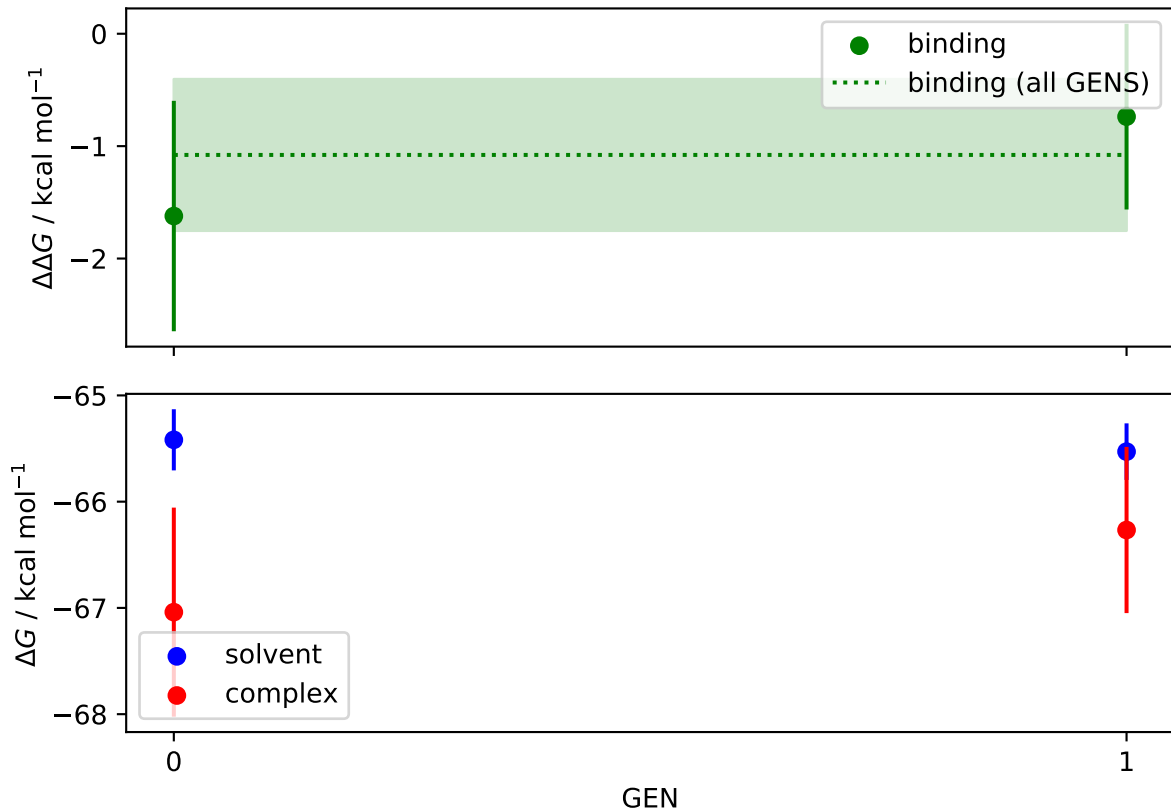 0
−1
−2
ΔΔG / kcal mol⁻¹
binding
binding (all GENS)
−65
−66
−67
−68
ΔG / kcal mol⁻¹
solvent
complex
0
1
GEN